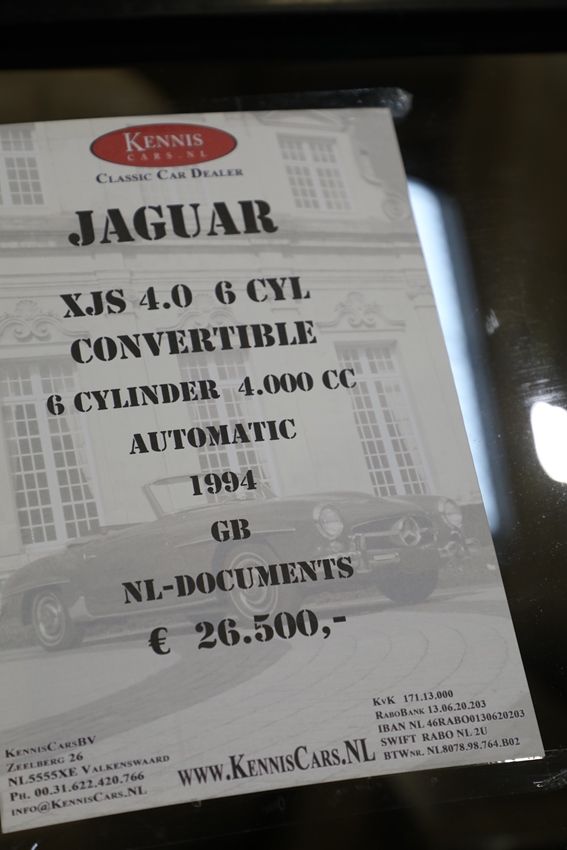 KENNIS
CARS.NL
CLASSIC CAR DEALER
JAGUAR
XJS 4.0 6 CYL
CONVERTIBLE
6 CYLINDER 4.000 CC
AUTOMATIC
1994
GB
NL-DOCUMENTS
€ 26.500,-
KENNISCARSBV
ZEELBERG 26
NL5555XE VALKENSWAARD
PH. 00.31.622.420.766
INFO@KENNISCARS.NL
WWW.KENNISCARS.NL
KVK 171.13.000
RABOBANK 13.06.20.203
IBAN NL 46RABO0130620203
SWIFT RABO NL 2U
BTWNR. NL8078.98.764.B02